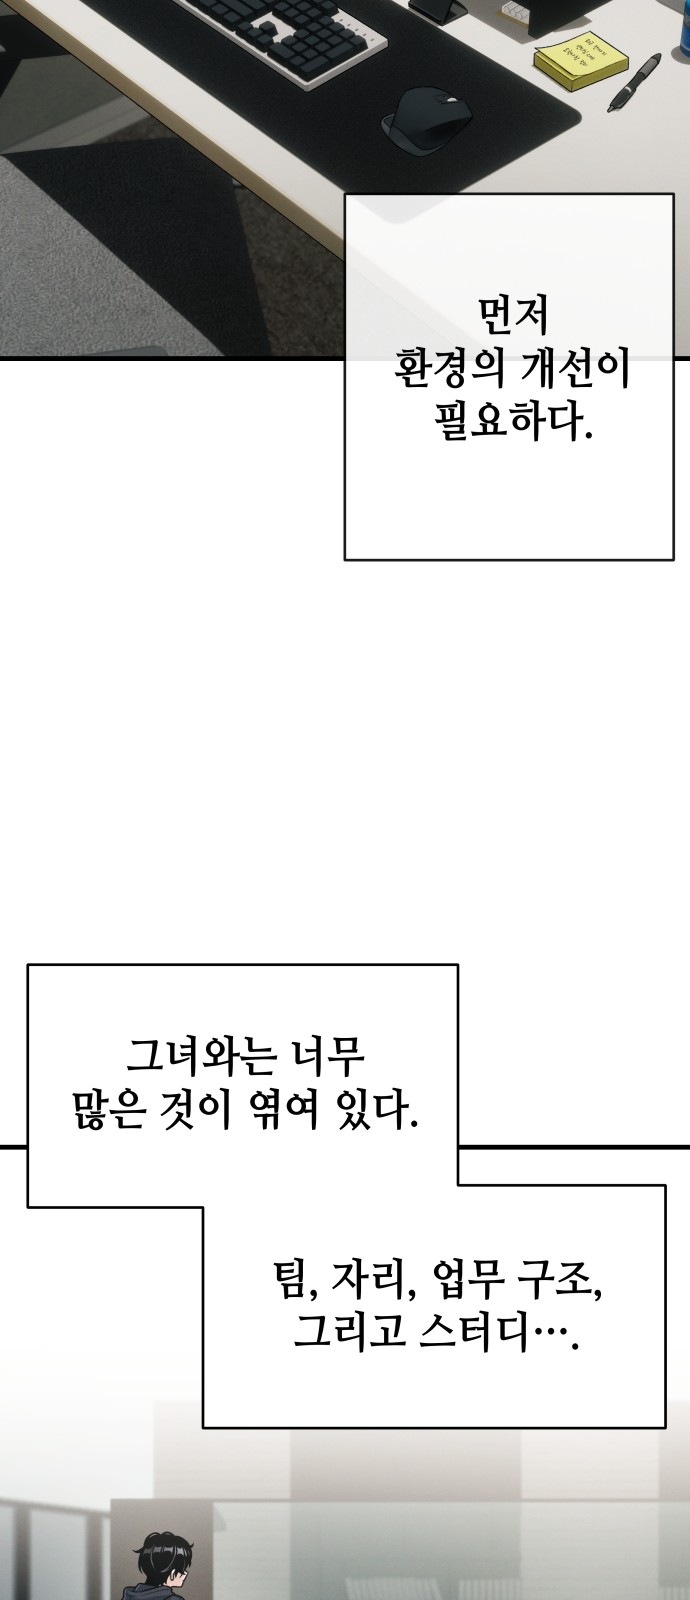 먼저
환경의 개선이
필요하다.
그녀와는 너무
많은 것이 엮여 있다.
팀, 자리, 업무 구조,
그리고 스터디….